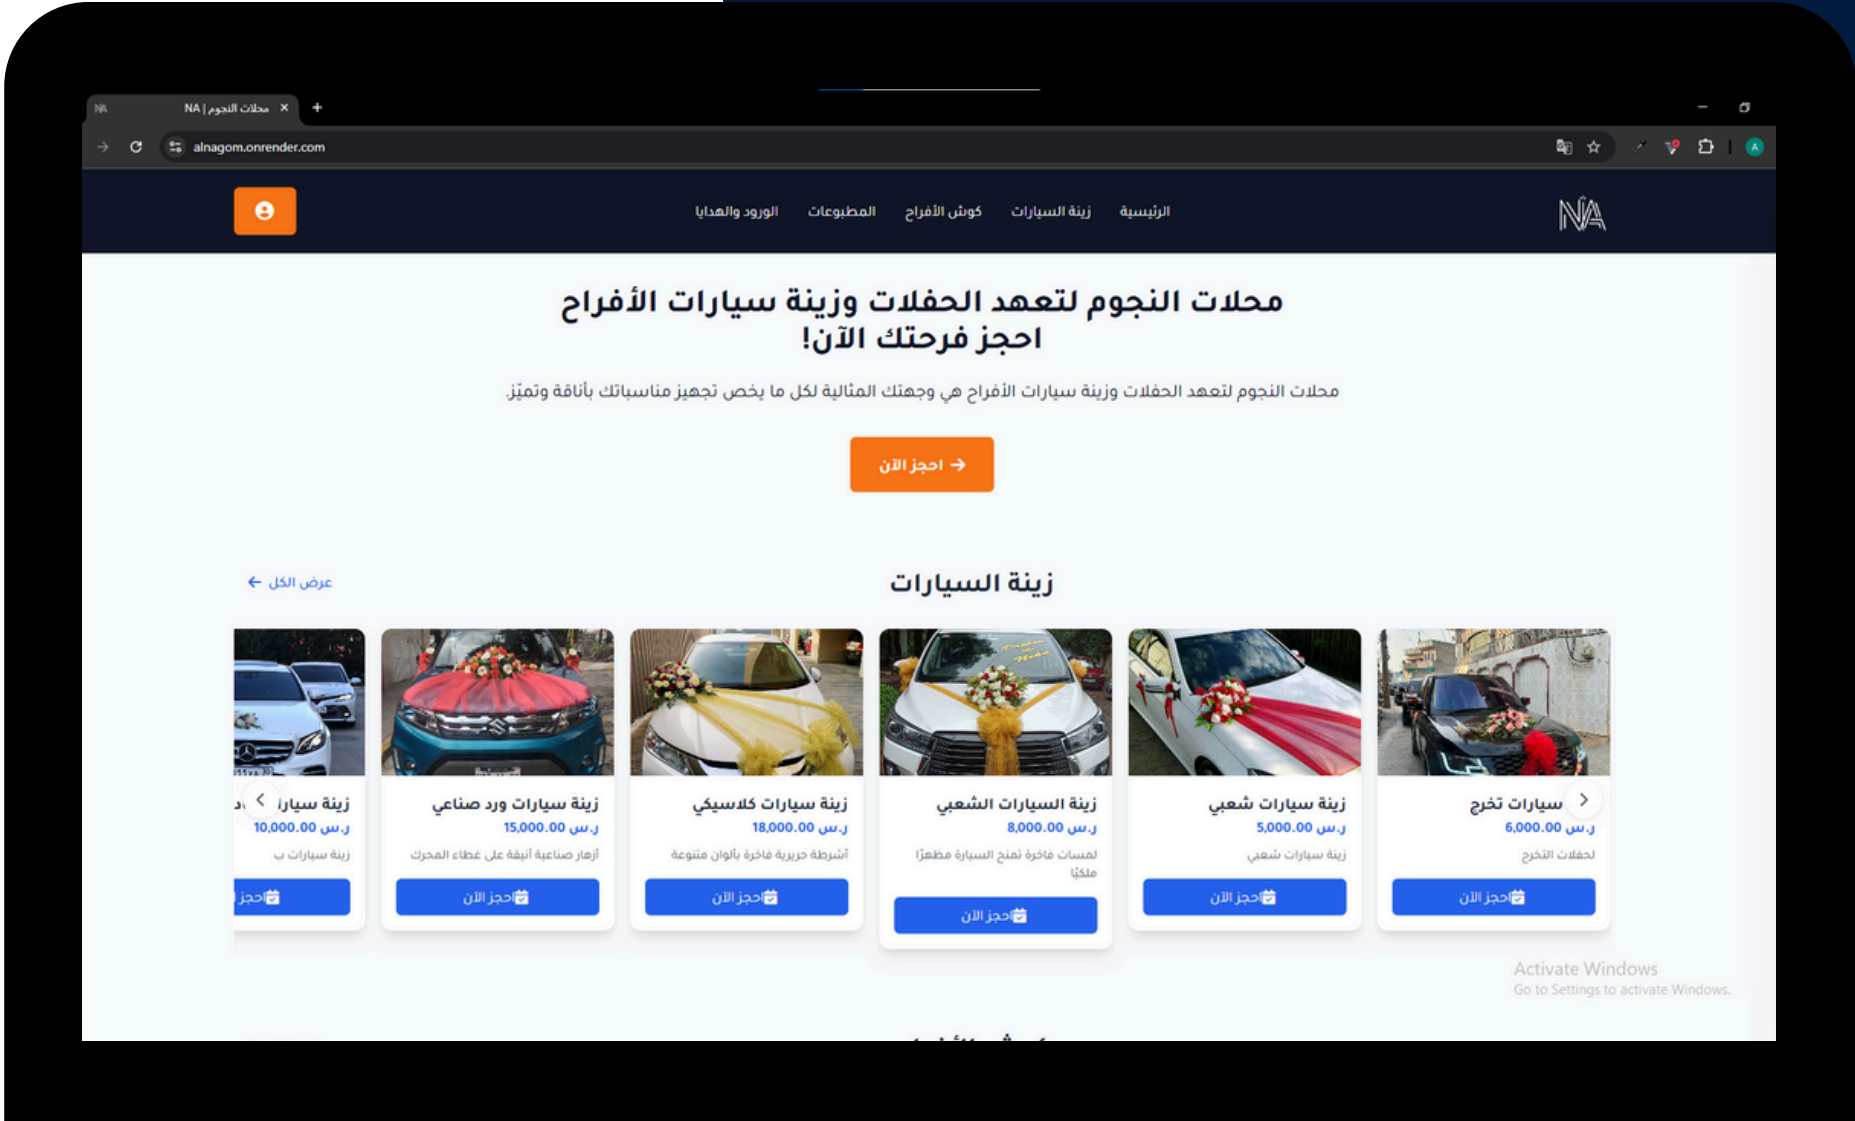 محلات النجوم | NA
alnagom.onrender.com
A
NA
الرئيسية
زينة السيارات
كوش الأفراح
المطبوعات
الورود والهدايا
محلات النجوم لتعهد الحفلات وزينة سيارات الأفراح
احجز فرحتك الآن!
محلات النجوم لتعهد الحفلات وزينة سيارات الأفراح هي وجهتك المثالية لكل ما يخص تجهيز مناسباتك بأناقة وتميّز.
احجز الآن
زينة السيارات
عرض الكل
سيارات تخرج
ر.س 6,000.00
لحفلات التخرج
احجز الآن
زينة سيارات شعبي
ر.س 5,000.00
زينة سيارات شعبي
احجز الآن
زينة السيارات الشعبي
ر.س 8,000.00
لمسات فاخرة تمنح السيارة مظهرًا
ملكيًا
احجز الآن
زينة سيارات كلاسيكي
ر.س 18,000.00
أشرطة حريرية فاخرة بألوان متنوعة
احجز الآن
زينة سيارات ورد صناعي
ر.س 15,000.00
أزهار صناعية أنيقة على غطاء المحرك
احجز الآن
زينة
ر.س 10,000.00
زينة سيارات ب
احجز
Activate Windows
Go to Settings to activate Windows.